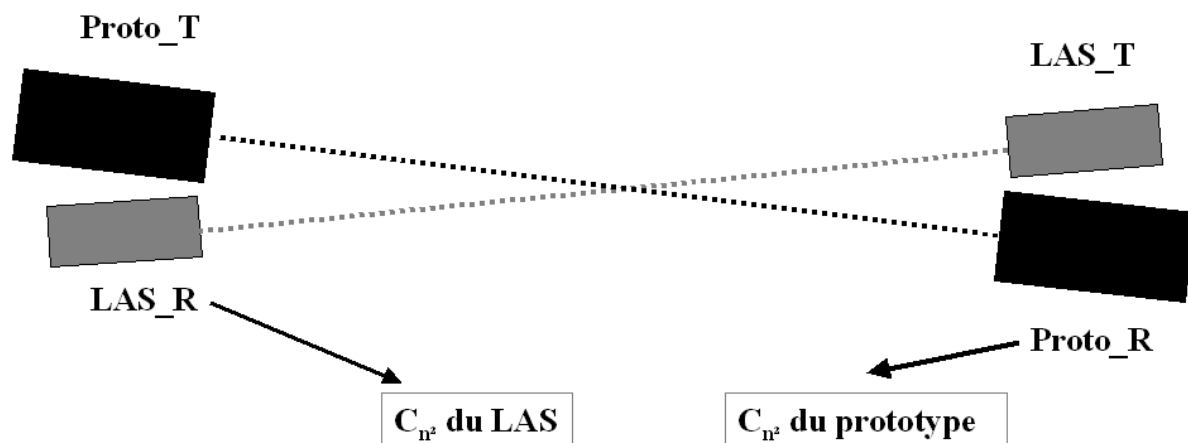 Proto_T
LAS_T
LAS_R
Proto_R
Cn² du LAS
Cn² du prototype